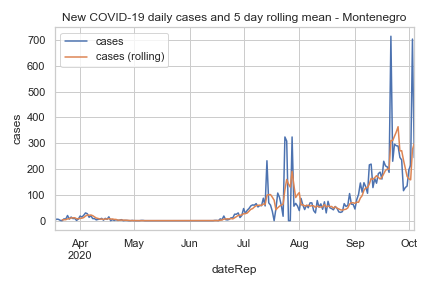 New COVID-19 daily cases and 5 day rolling mean - Montenegro
cases
cases (rolling)
700
600
500
400
300
200
100
0
cases
Apr May Jun Jul Aug Sep Oct
2020
dateRep